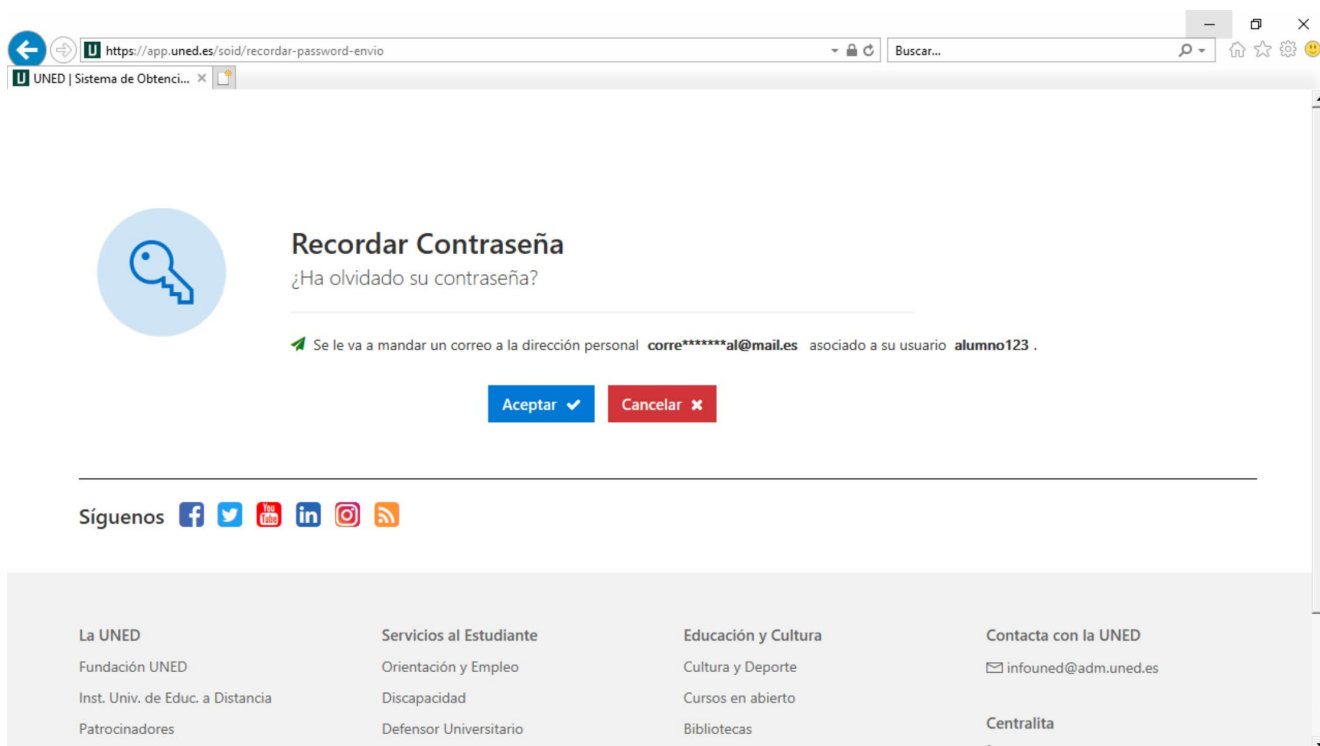 https://app.uned.es/soid/recordar-password-envio
Buscar...
UNED | Sistema de Obtenci...
Recordar Contraseña
¿Ha olvidado su contraseña?
Se le va a mandar un correo a la dirección personal corre*******al@mail.es asociado a su usuario alumno123 .
Aceptar
Cancelar
Síguenos
You Tube
La UNED
Fundación UNED
Inst. Univ. de Educ. a Distancia
Patrocinadores
Servicios al Estudiante
Orientación y Empleo
Discapacidad
Defensor Universitario
Educación y Cultura
Cultura y Deporte
Cursos en abierto
Bibliotecas
Contacta con la UNED
infouned@adm.uned.es
Centralita